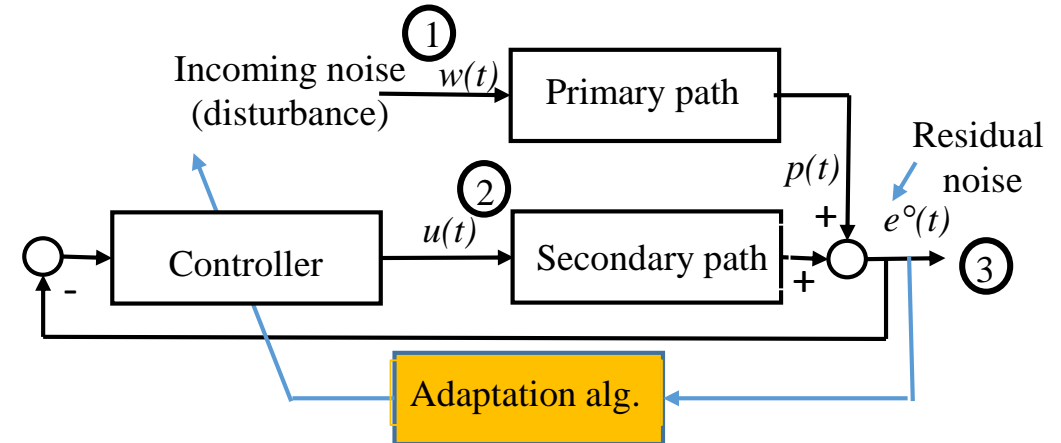 1
Incoming noise
(disturbance)
w(t)
Primary path
Residual
noise
p(t)
+
e°(t)
2
u(t)
Controller
Secondary path
+
-
3
Adaptation alg.